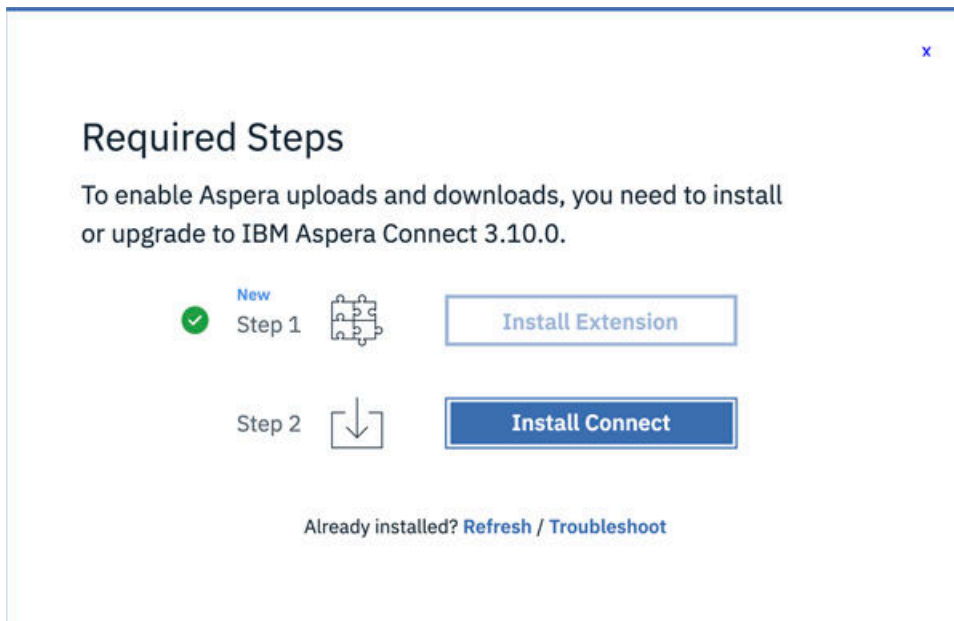 x
Required Steps
To enable Aspera uploads and downloads, you need to install
or upgrade to IBM Aspera Connect 3.10.0.
New
Step 1
Install Extension
Step 2
Install Connect
Already installed? Refresh / Troubleshoot